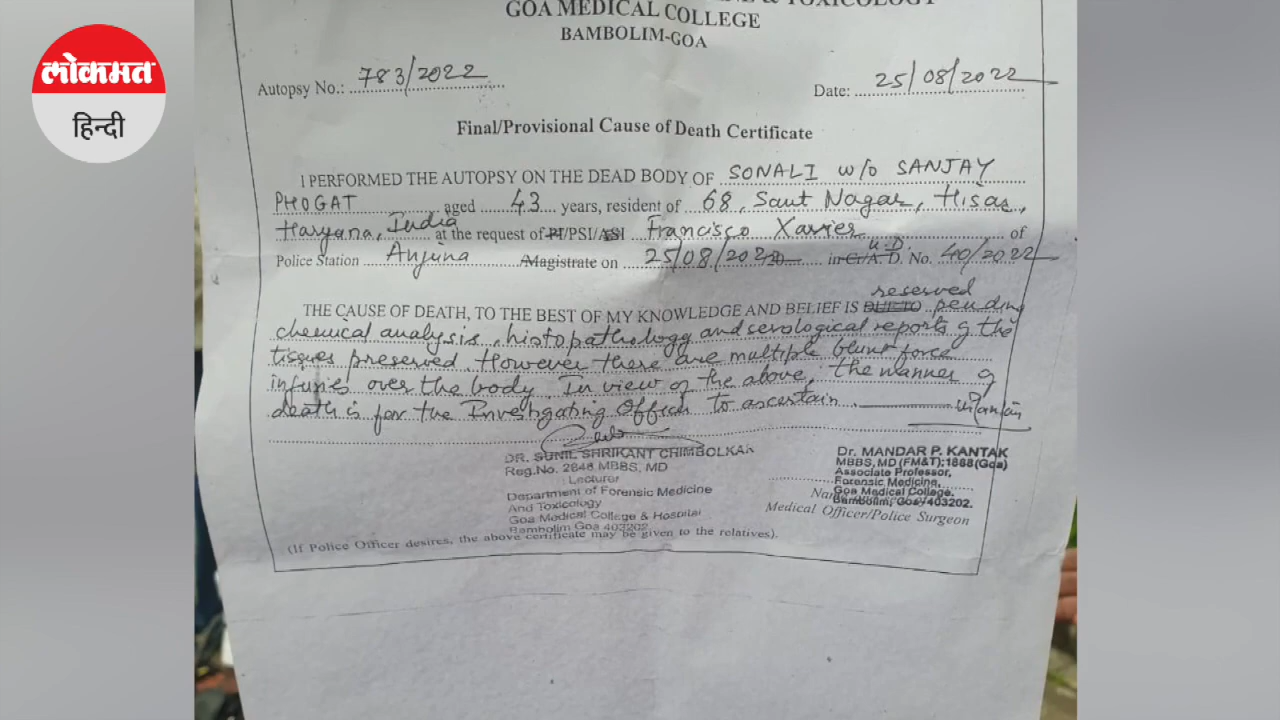 लोकमत
हिन्दी
& TOXICOLOGY
GOA MEDICAL COLLEGE
BAMBOLIM-GOA
Autopsy No.: 783/2022
Date: 25/08/2022
Final/Provisional Cause of Death Certificate
I PERFORMED THE AUTOPSY ON THE DEAD BODY OF SONALI w/o SANJAY
PHOGAT aged 43 years, resident of 68, Sant Nagar, Hisar,
Haryana, India at the request of PI/PSI/ASI Francisco Xavier of
Police Station Anjuna /Magistrate on 25/08/2022 in Cr/A.D. U.D. No. 40/2022
THE CAUSE OF DEATH, TO THE BEST OF MY KNOWLEDGE AND BELIEF IS DUE TO reserved pending
chemical analysis, histopathology and serological reports of the
tissues preserved. However there are multiple blunt force
injuries over the body. In view of the above, the manner of
death is for the Investigating Officer to ascertain.
DR. SUNIL SHRIKANT CHIMBOLKAR
Reg.No. 2848 MBBS, MD
Lecturer
Department of Forensic Medicine
And Toxicology
Goa Medical College & Hospital
Bambolim Goa 403202
Dr. MANDAR P. KANTAK
MBBS, MD (FM&T); 1888(Goa)
Associate Professor,
Forensic Medicine,
Goa Medical College,
Bambolim, Goa/403202.
Medical Officer/Police Surgeon
(If Police Officer desires, the above certificate may be given to the relatives).